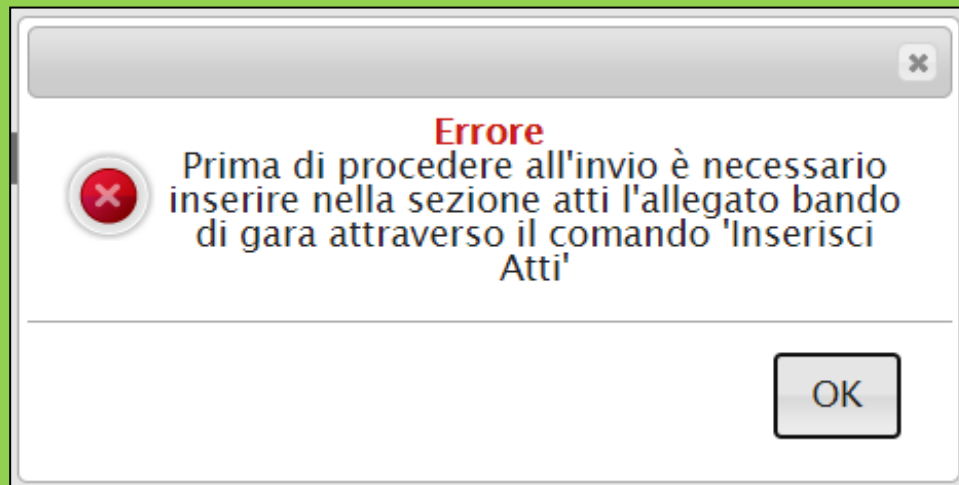 Errore
Prima di procedere all'invio è necessario
inserire nella sezione atti l'allegato bando
di gara attraverso il comando 'Inserisci
Atti'
OK